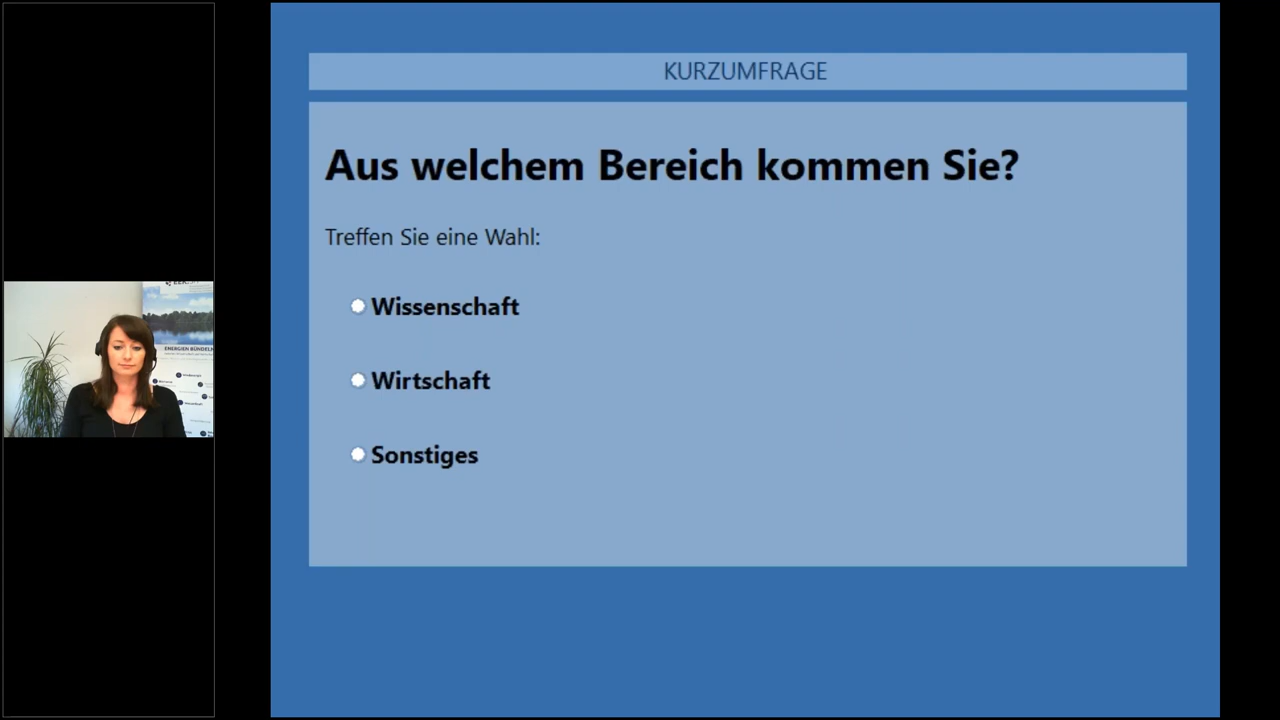 KURZUMFRAGE
Aus welchem Bereich kommen Sie?
Treffen Sie eine Wahl:
Wissenschaft
Wirtschaft
Sonstiges
ENERGIEN BÜNDELN